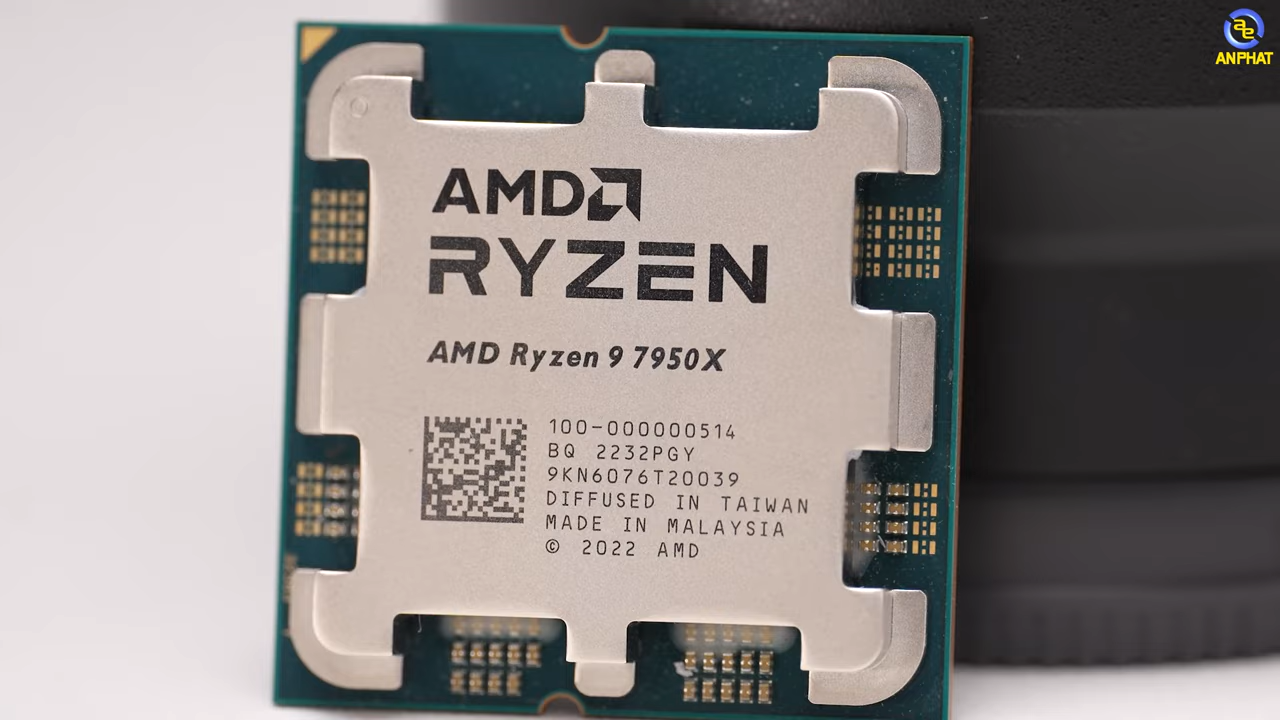 ae
ANPHAT
AMD
RYZEN
AMD Ryzen 9 7950X
100-000000514
BQ 2232PGY
9KN6076T20039
DIFFUSED IN TAIWAN
MADE IN MALAYSIA
© 2022 AMD